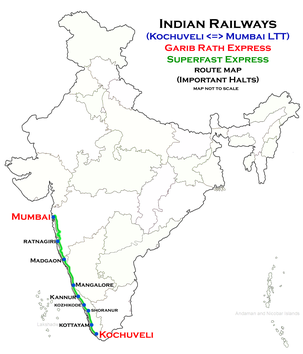 Indian Railways
(Kochuveli <=> Mumbai LTT)
Garib Rath Express
Superfast Express
route map
(Important Halts)
map not to scale
Mumbai
Ratnagiri
Madgaon
Mangalore
Kannur
Kozhikode
Shoranur
Kottayam
Kochuveli